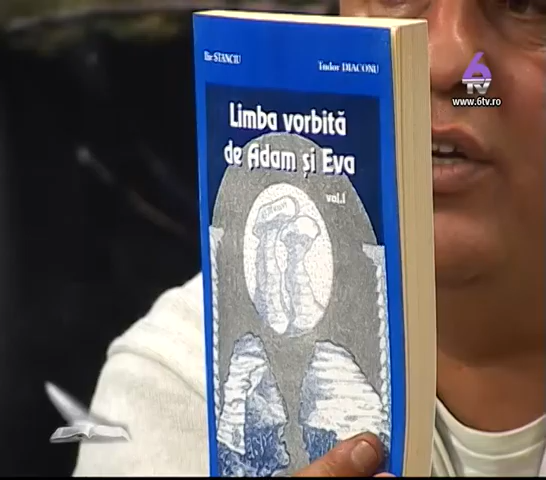 Ilie STANCIU
Tudor DIACONU
Limba vorbită
de Adam și Eva
vol.I
6
TV
www.6tv.ro